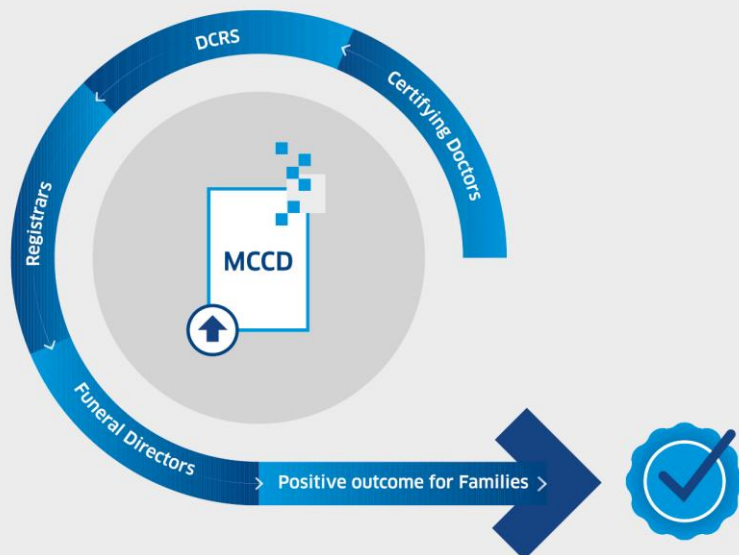 Certifying Doctors
DCRS
Registrars
Funeral Directors
Positive outcome for Families
MCCD